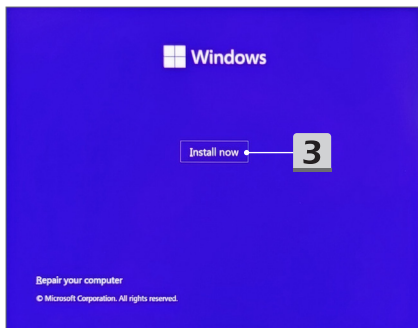 Windows
Install now
3
Repair your computer
© Microsoft Corporation. All rights reserved.